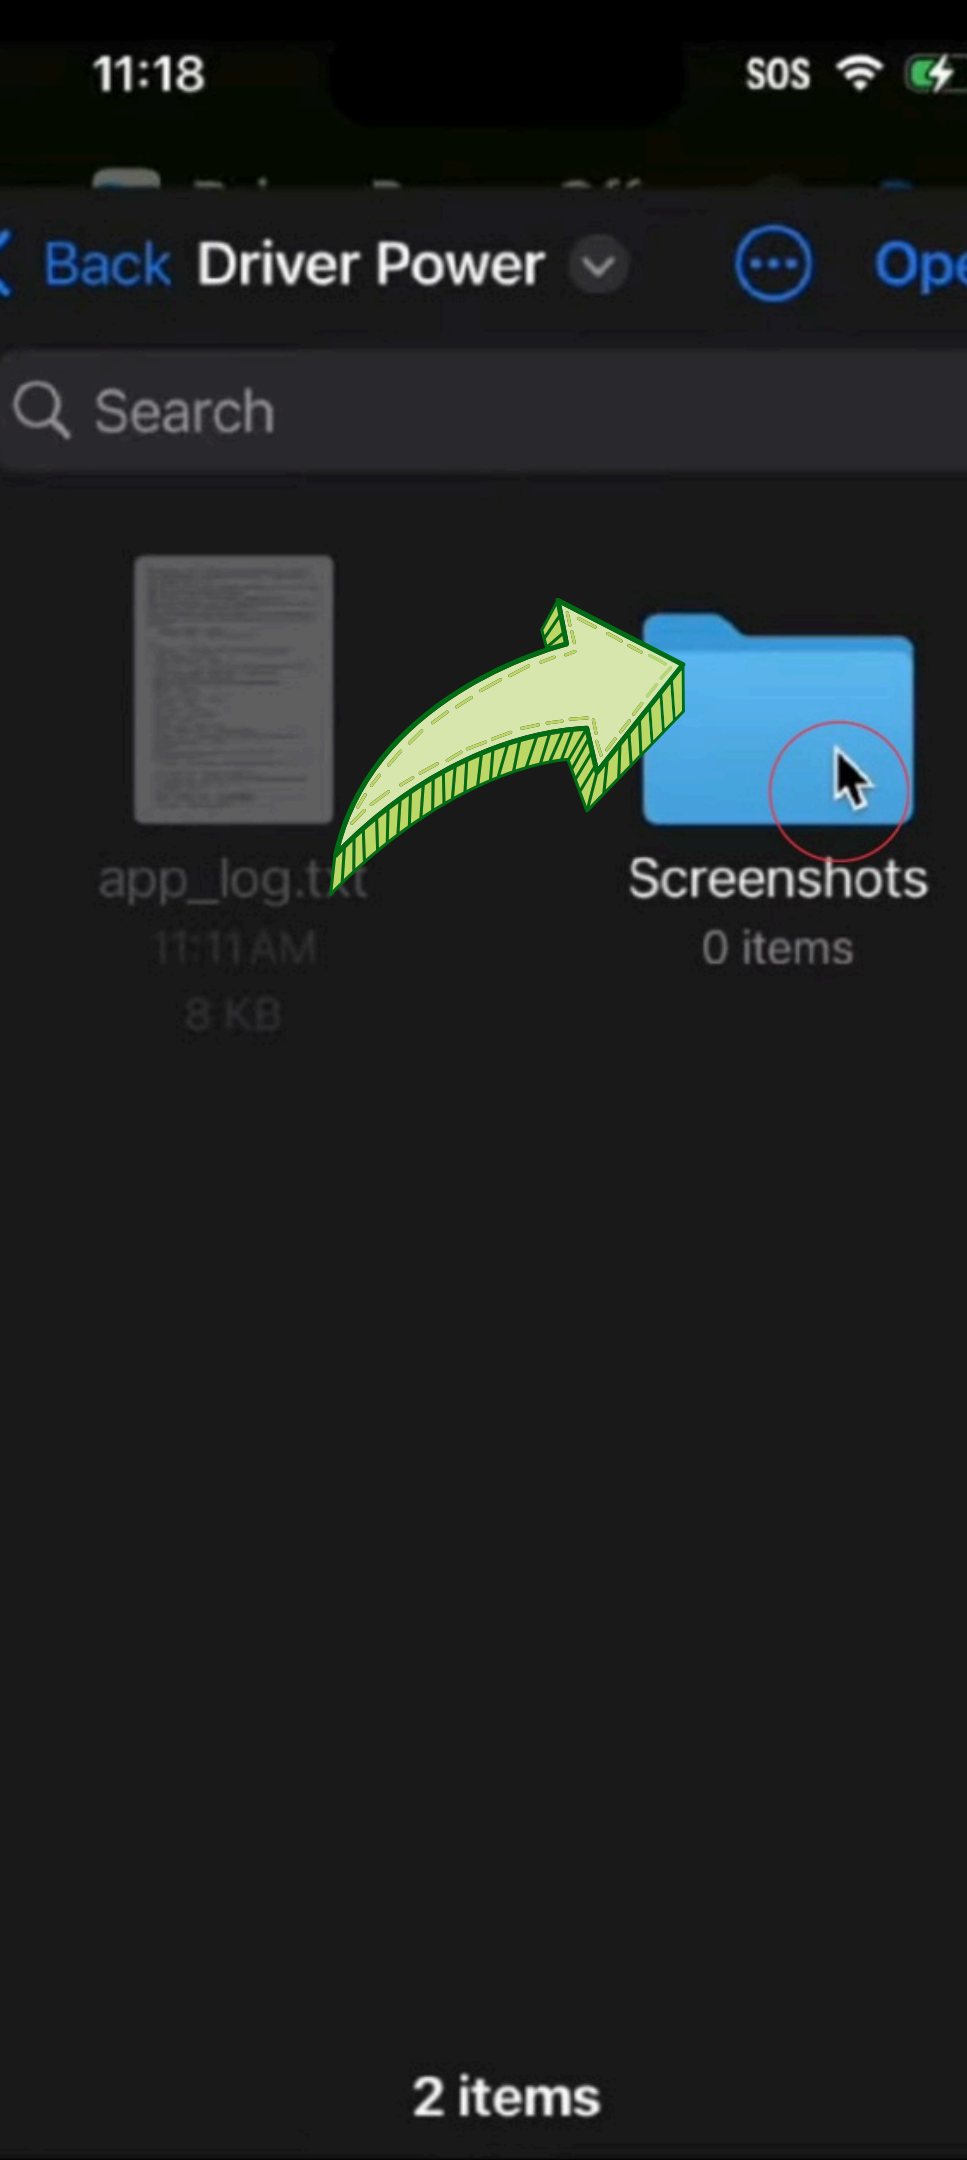 11:18 SOS
Back Driver Power
Search
app_log.txt
Screenshots
11:11 AM
0 items
8 KB
2 items